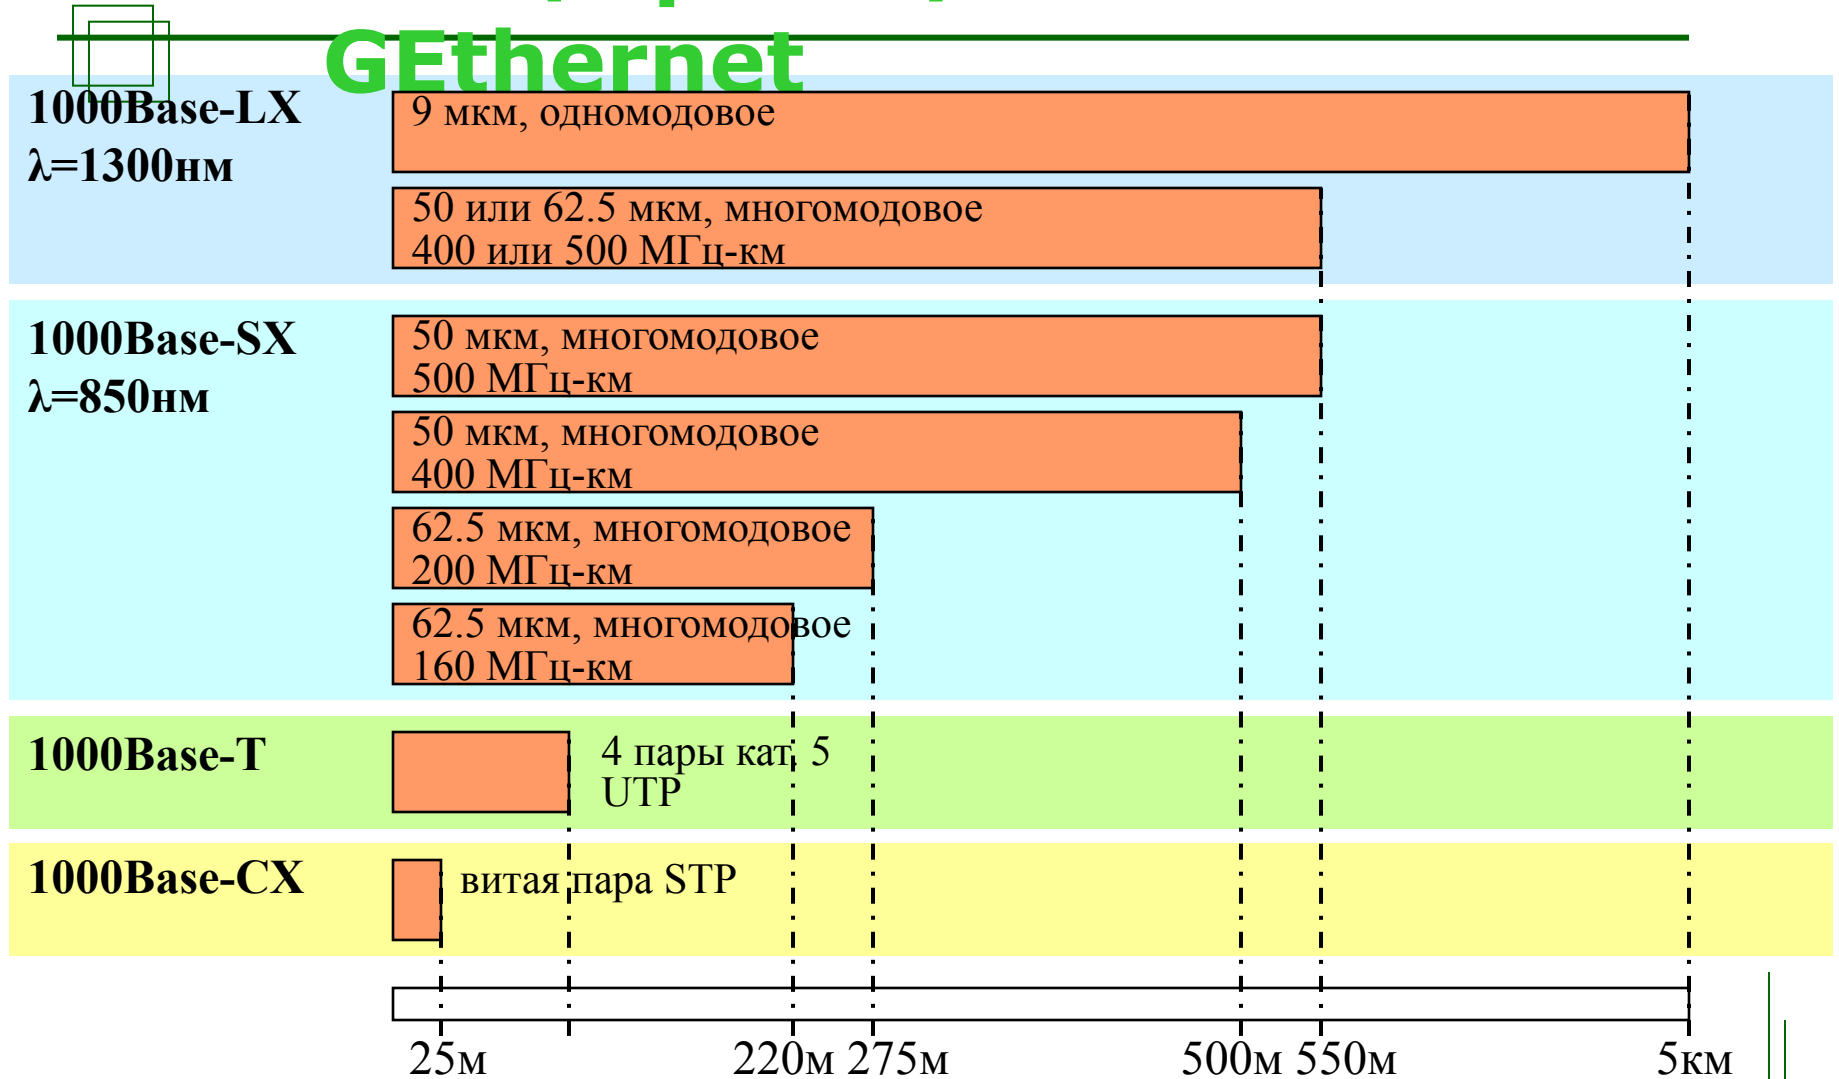 GEthernet
1000Base-LX
λ=1300нм
9 мкм, одномодовое
50 или 62.5 мкм, многомодовое
400 или 500 МГц-км
1000Base-SX
λ=850нм
50 мкм, многомодовое
500 МГц-км
50 мкм, многомодовое
400 МГц-км
62.5 мкм, многомодовое
200 МГц-км
62.5 мкм, многомодовое
160 МГц-км
1000Base-T
4 пары кат. 5
UTP
1000Base-CX
витая пара STP
25м 220м 275м 500м 550м 5км